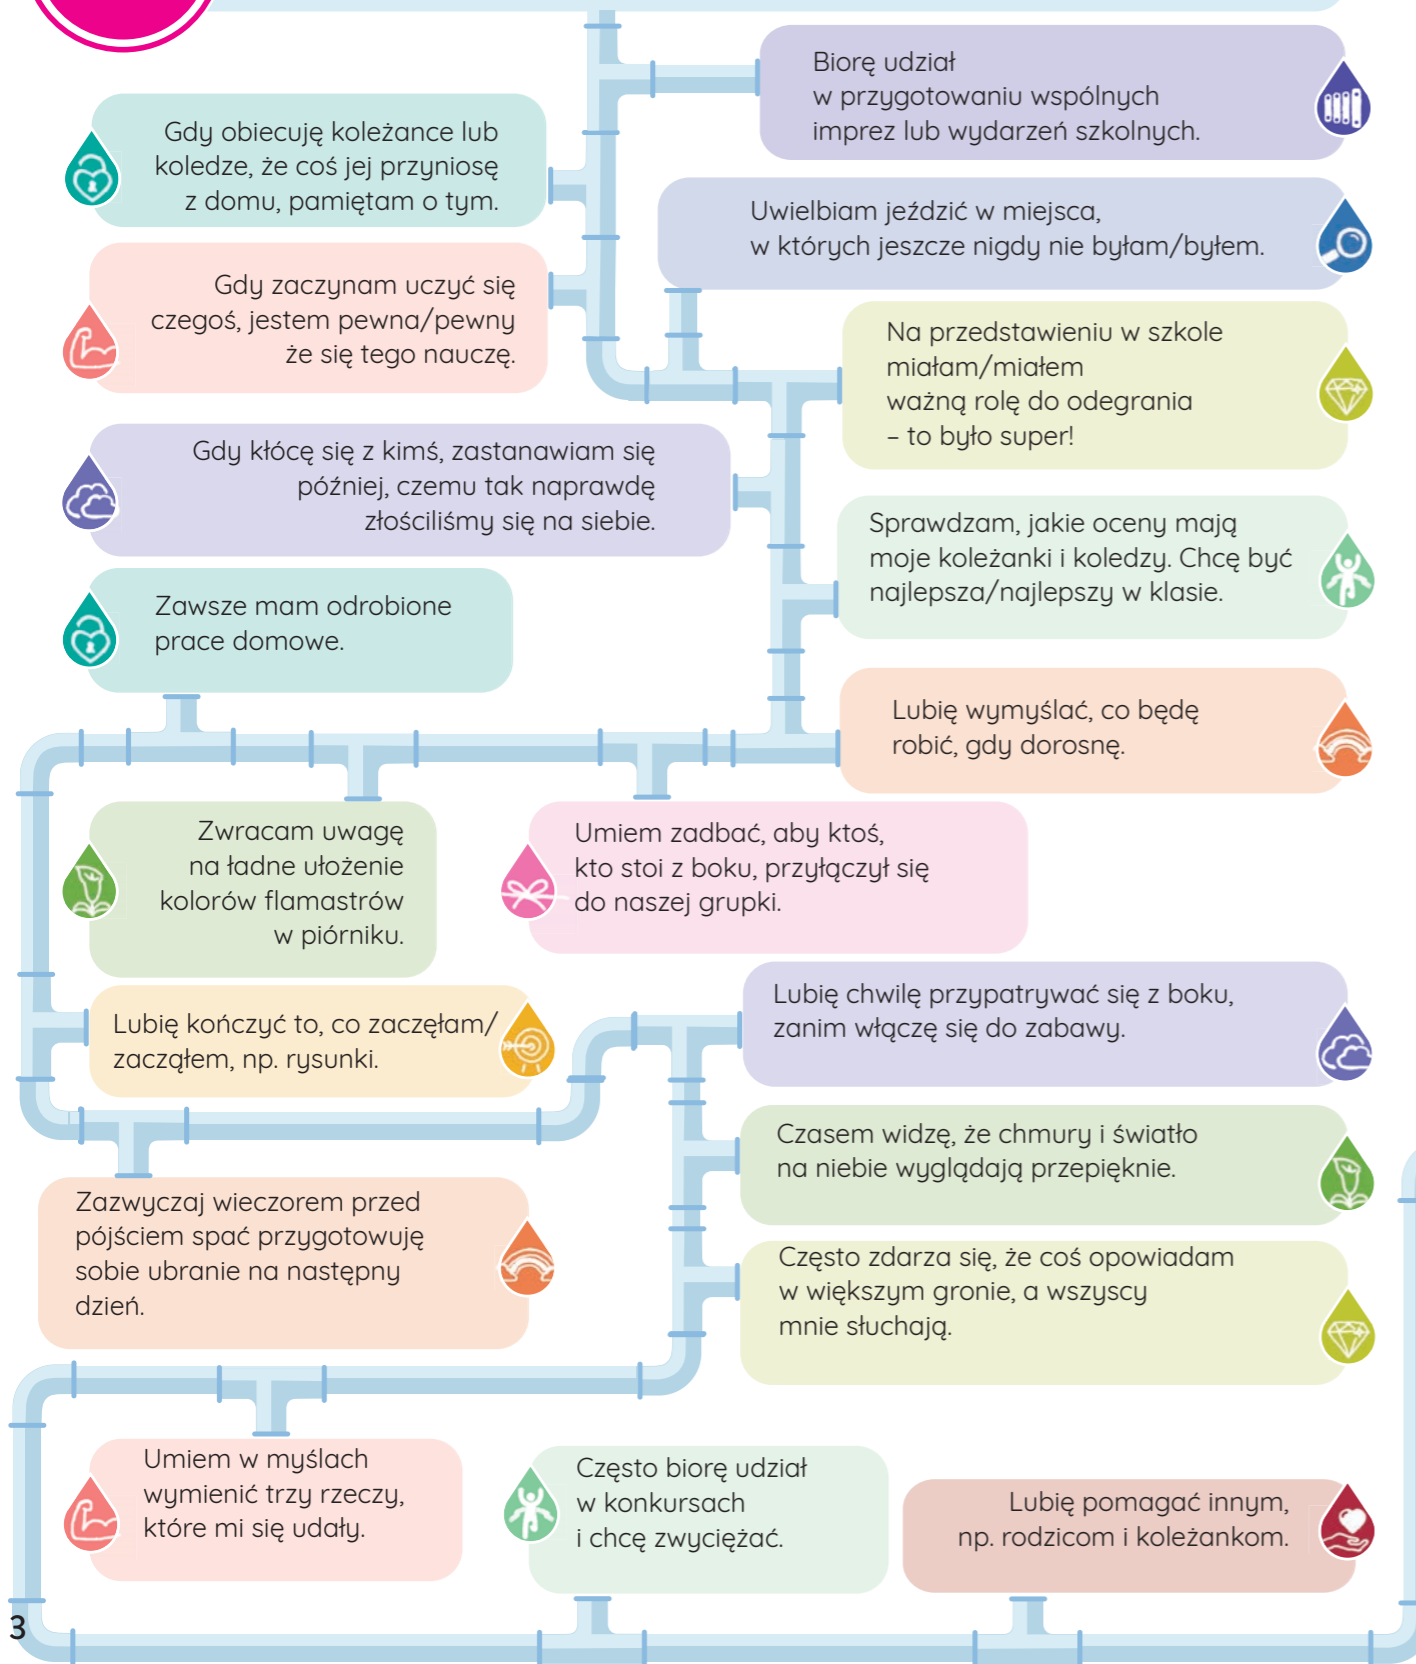 Biorę udział
w przygotowaniu wspólnych
imprez lub wydarzeń szkolnych.
Gdy obiecuję koleżance lub
koledze, że coś jej przyniosę
z domu, pamiętam o tym.
Uwielbiam jeździć w miejsca,
w których jeszcze nigdy nie byłam/byłem.
Gdy zaczynam uczyć się
czegoś, jestem pewna/pewny
że się tego nauczę.
Na przedstawieniu w szkole
miałam/miałem
ważną rolę do odegrania
– to było super!
Gdy kłócę się z kimś, zastanawiam się
później, czemu tak naprawdę
złościliśmy się na siebie.
Sprawdzam, jakie oceny mają
moje koleżanki i koledzy. Chcę być
najlepsza/najlepszy w klasie.
Zawsze mam odrobione
prace domowe.
Lubię wymyślać, co będę
robić, gdy dorosnę.
Zwracam uwagę
na ładne ułożenie
kolorów flamastrów
w piórniku.
Umiem zadbać, aby ktoś,
kto stoi z boku, przyłączył się
do naszej grupki.
Lubię kończyć to, co zaczęłam/
zacząłem, np. rysunki.
Lubię chwilę przypatrywać się z boku,
zanim włączę się do zabawy.
Czasem widzę, że chmury i światło
na niebie wyglądają przepięknie.
Zazwyczaj wieczorem przed
pójściem spać przygotowuję
sobie ubranie na następny
dzień.
Często zdarza się, że coś opowiadam
w większym gronie, a wszyscy
mnie słuchają.
Umiem w myślach
wymienić trzy rzeczy,
które mi się udały.
Często biorę udział
w konkursach
i chcę zwyciężać.
Lubię pomagać innym,
np. rodzicom i koleżankom.
3